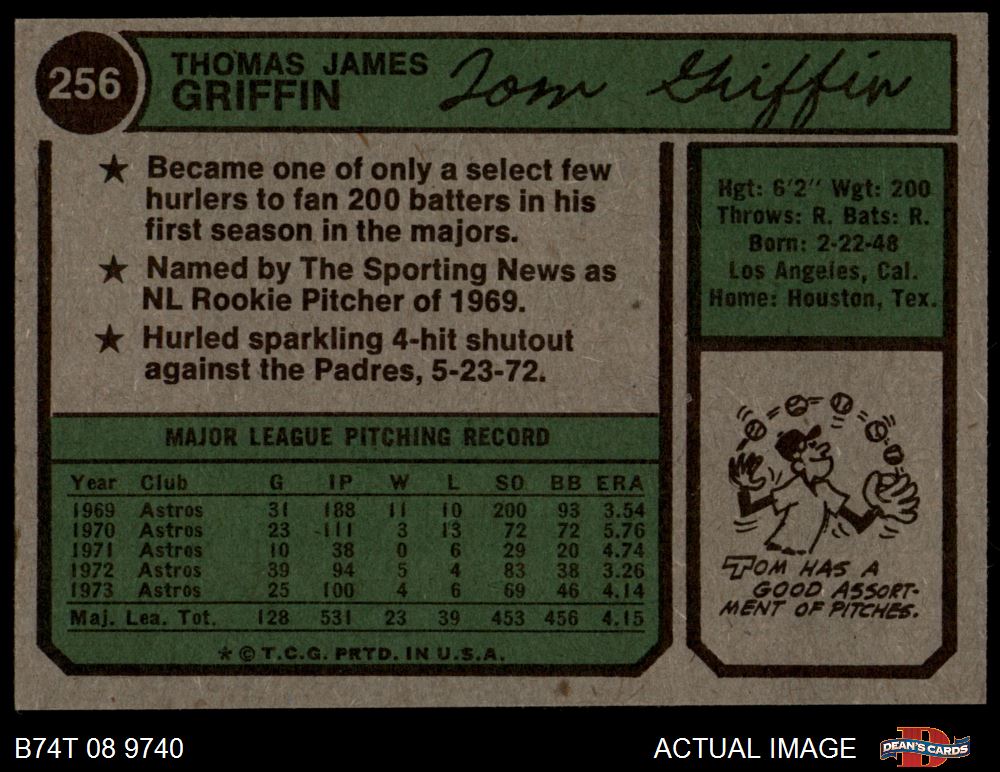 256
THOMAS JAMES
GRIFFIN
Tom Griffin
★ Became one of only a select few
hurlers to fan 200 batters in his
first season in the majors.
★ Named by The Sporting News as
NL Rookie Pitcher of 1969.
★ Hurled sparkling 4-hit shutout
against the Padres, 5-23-72.
Hgt: 6'2" Wgt: 200
Throws: R. Bats: R.
Born: 2-22-48
Los Angeles, Cal.
Home: Houston, Tex.
MAJOR LEAGUE PITCHING RECORD
Year Club G IP W L SO BB ERA
1969 Astros 31 188 11 10 200 93 3.54
1970 Astros 23 111 3 13 72 72 5.76
1971 Astros 10 38 0 6 29 20 4.74
1972 Astros 39 94 5 4 83 38 3.26
1973 Astros 25 100 4 6 69 46 4.14
Maj. Lea. Tot. 128 531 23 39 453 456 4.15
★ © T.C.G. PRTD. IN U.S.A.
TOM HAS A
GOOD ASSORT-
MENT OF PITCHES.
B74T 08 9740
ACTUAL IMAGE
D
DEAN'S CARDS